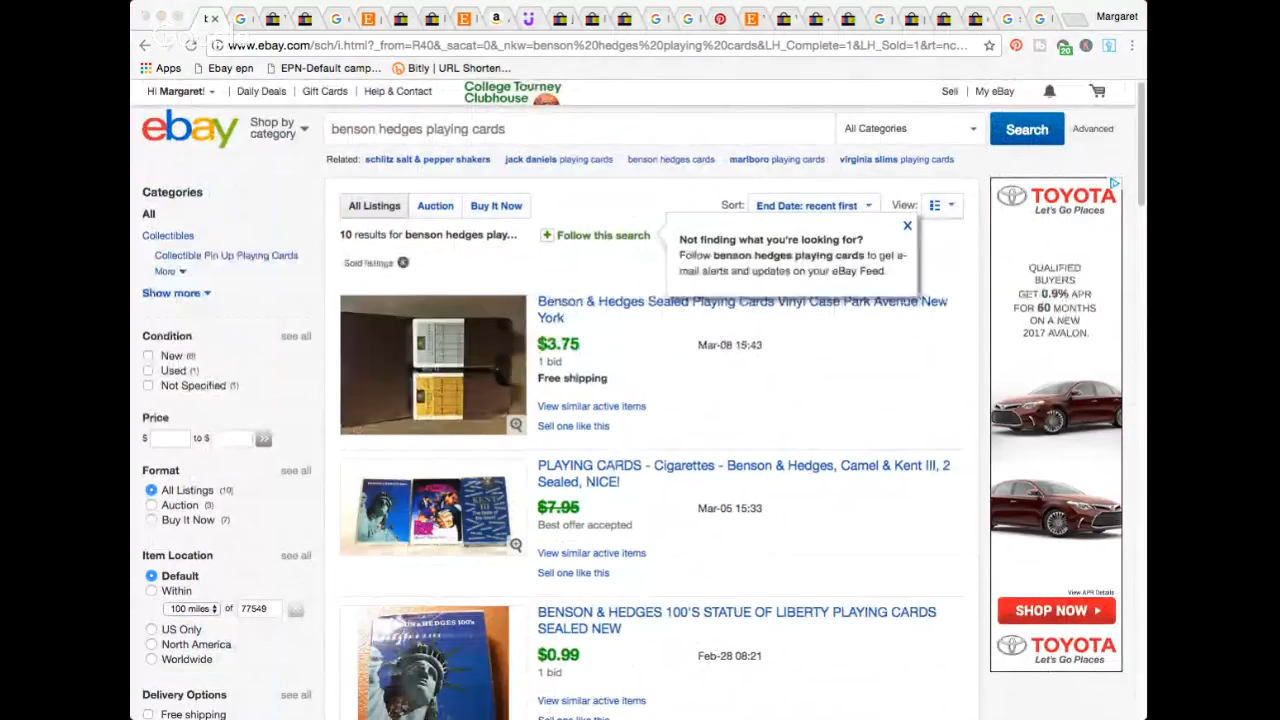 Margaret
www.ebay.com/sch/i.html?_from=R40&_sacat=0&_nkw=benson%20hedges%20playing%20cards&LH_Complete=1&LH_Sold=1&rt=nc...
20
Apps Ebay epn EPN-Default camp... Bitly | URL Shorten...
Hi Margaret! Daily Deals Gift Cards Help & Contact College Tourney Clubhouse Sell My eBay
ebay Shop by category benson hedges playing cards All Categories Search Advanced
Related: schlitz salt & pepper shakers jack daniels playing cards benson hedges cards marlboro playing cards virginia slims playing cards
Categories
All
Collectibles
Collectible Pin Up Playing Cards
More
Show more
Condition see all
New (8)
Used (1)
Not Specified (1)
Price
$ to $
Format see all
All Listings (10)
Auction (3)
Buy It Now (7)
Item Location see all
Default
Within
100 miles of 77549
US Only
North America
Worldwide
Delivery Options see all
Free shipping
All Listings Auction Buy It Now Sort: End Date: recent first View:
10 results for benson hedges play... + Follow this search
Sold listings
Not finding what you're looking for?
Follow benson hedges playing cards to get e-
mail alerts and updates on your eBay Feed.
Benson & Hedges Sealed Playing Cards Vinyl Case Park Avenue New
York
$3.75 Mar-08 15:43
1 bid
Free shipping
View similar active items
Sell one like this
PLAYING CARDS - Cigarettes - Benson & Hedges, Camel & Kent III, 2
Sealed, NICE!
$7.95 Mar-05 15:33
Best offer accepted
View similar active items
Sell one like this
BENSON & HEDGES 100'S STATUE OF LIBERTY PLAYING CARDS
SEALED NEW
$0.99 Feb-28 08:21
1 bid
View similar active items
TOYOTA
Let's Go Places
QUALIFIED
BUYERS
GET 0.9% APR
FOR 60 MONTHS
ON A NEW
2017 AVALON.
View APR Details
SHOP NOW
TOYOTA
Let's Go Places